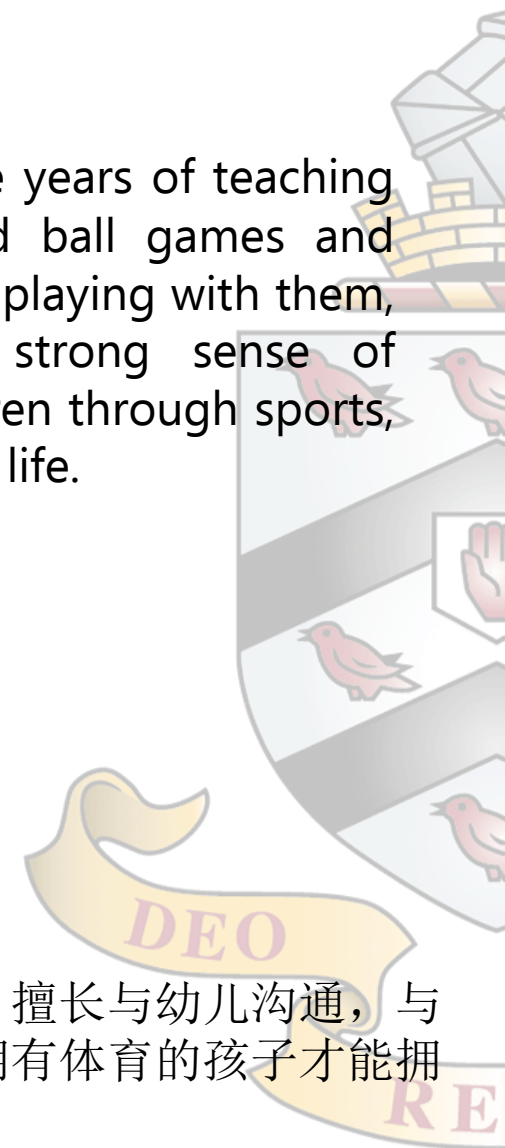 years of teaching
ball games and
playing with them,
strong sense of
through sports,
life.
DEO
擅长与幼儿沟通，与
有体育的孩子才能拥
RE